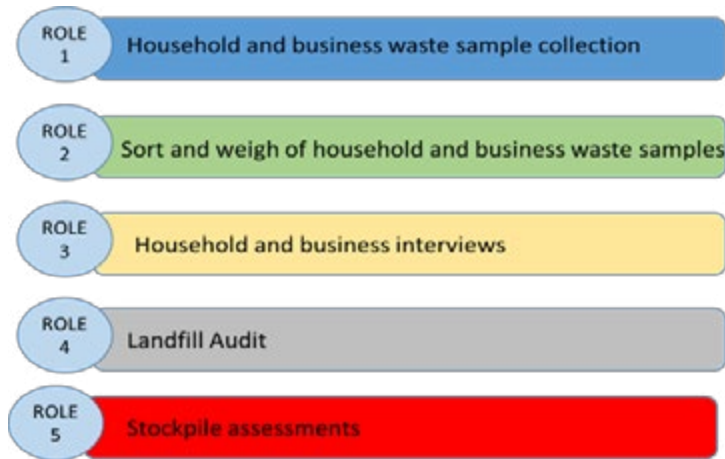 ROLE
1
Household and business waste sample collection
ROLE
2
Sort and weigh of household and business waste samples
ROLE
3
Household and business interviews
ROLE
4
Landfill Audit
ROLE
5
Stockpile assessments